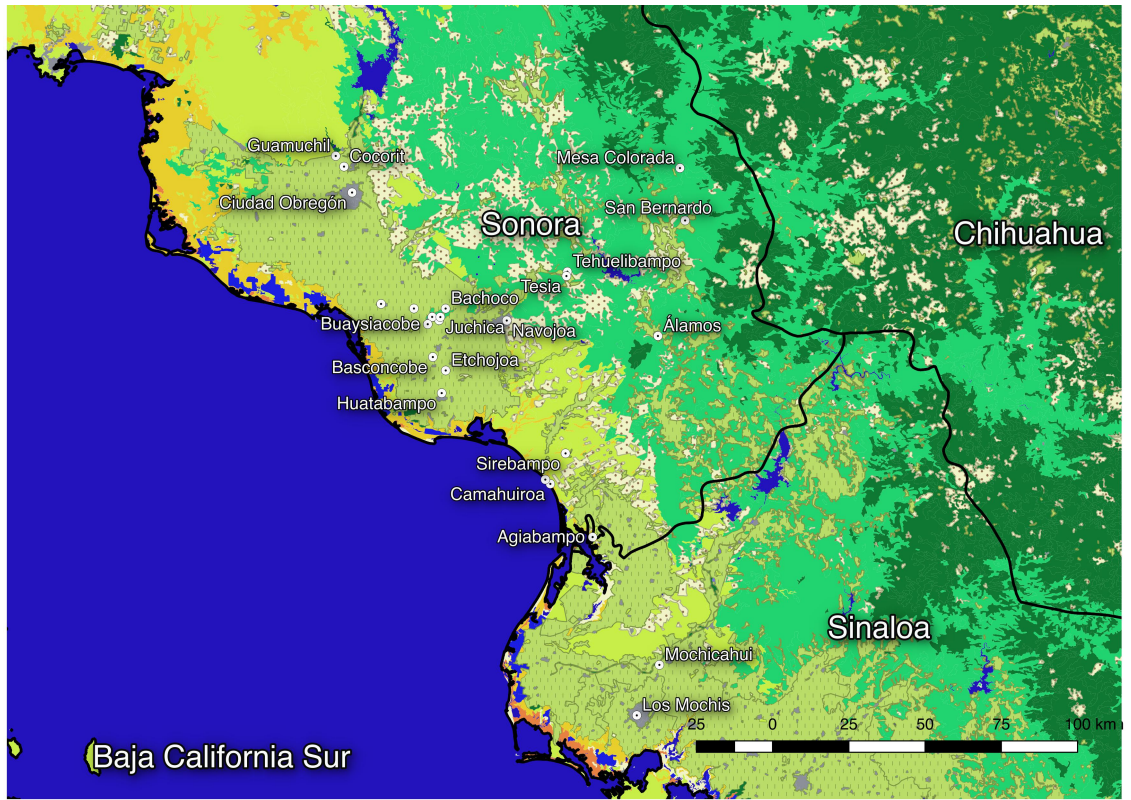 Guamuchil
Cocorit
Mesa Colorada
Ciudad Obregón
San Bernardo
Sonora
Chihuahua
Tehuelibampo
Tesia
Bachoco
Buaysiacobe
Juchica
Navojoa
Álamos
Basconcobe
Etchojoa
Huatabampo
Sirebampo
Camahuiroa
Agiabampo
Sinaloa
Mochicahui
Los Mochis
25 0 25 50 75 100 km
Baja California Sur